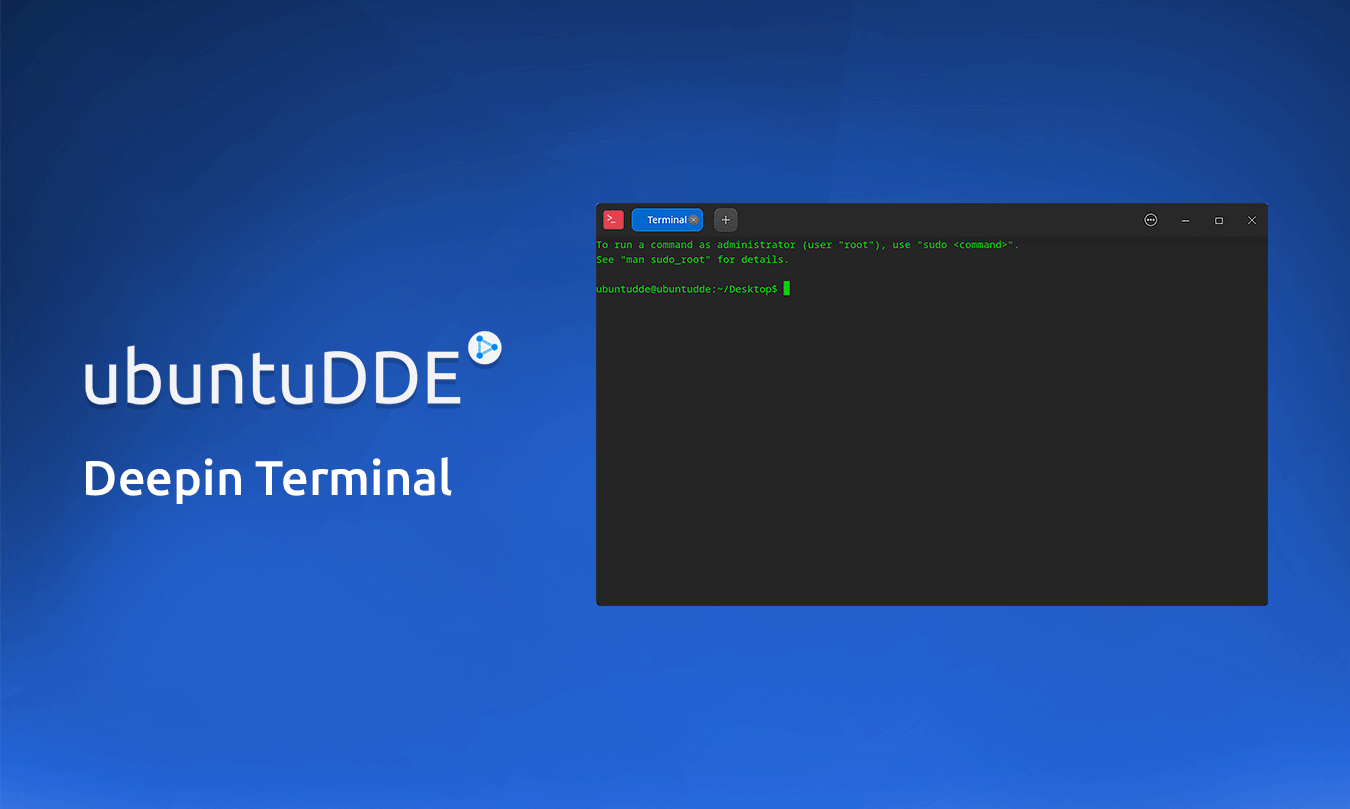 ubuntuDDE
Deepin Terminal
Terminal
To run a command as administrator (user "root"), use "sudo <command>".
See "man sudo_root" for details.
ubuntudde@ubuntudde:~/Desktop$